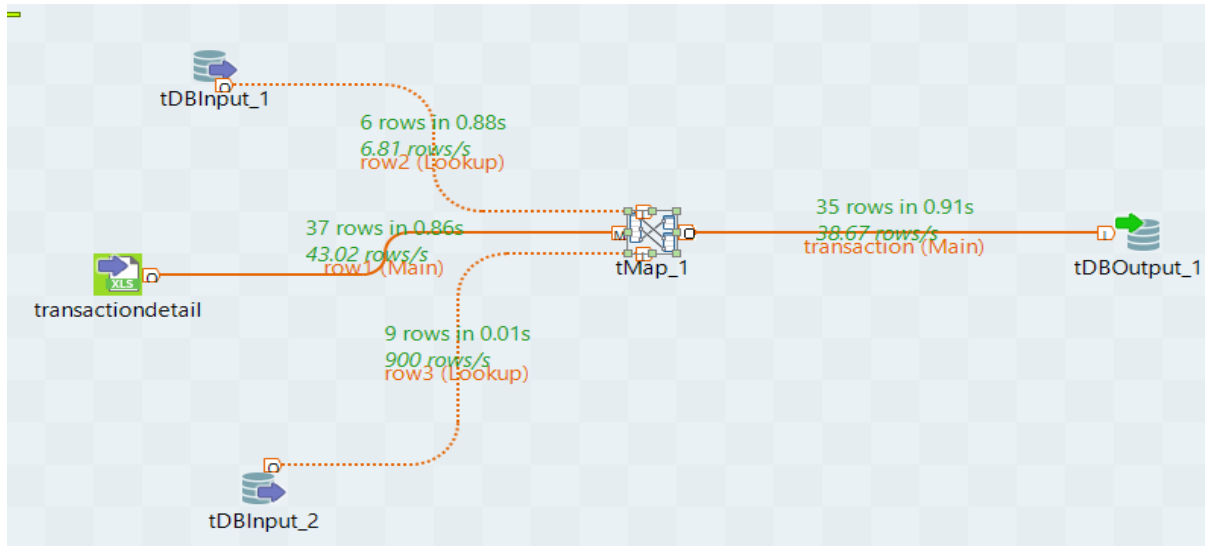 tDBInput_1
6 rows in 0.88s
6.81 rows/s
row2 (Lookup)
37 rows in 0.86s
43.02 rows/s
row1 (Main)
35 rows in 0.91s
38.67 rows/s
transaction (Main)
M
O
I
O
XLS
transactiondetail
tMap_1
tDBOutput_1
9 rows in 0.01s
900 rows/s
row3 (Lookup)
O
O
tDBInput_2